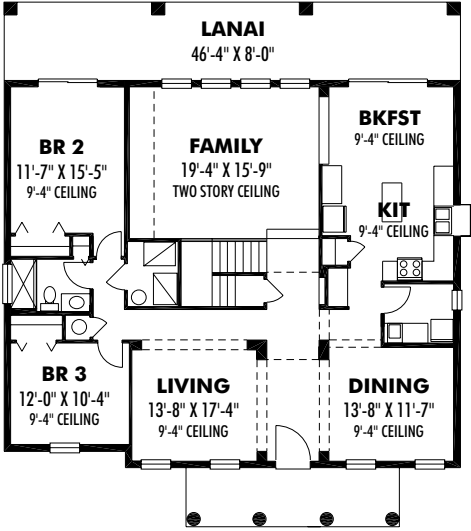 LANAI
46'-4" X 8'-0"
BR 2
11'-7" X 15'-5"
9'-4" CEILING
FAMILY
19'-4" X 15'-9"
TWO STORY CEILING
BKFST
9'-4" CEILING
KIT
9'-4" CEILING
BR 3
12'-0" X 10'-4"
9'-4" CEILING
LIVING
13'-8" X 17'-4"
9'-4" CEILING
DINING
13'-8" X 11'-7"
9'-4" CEILING